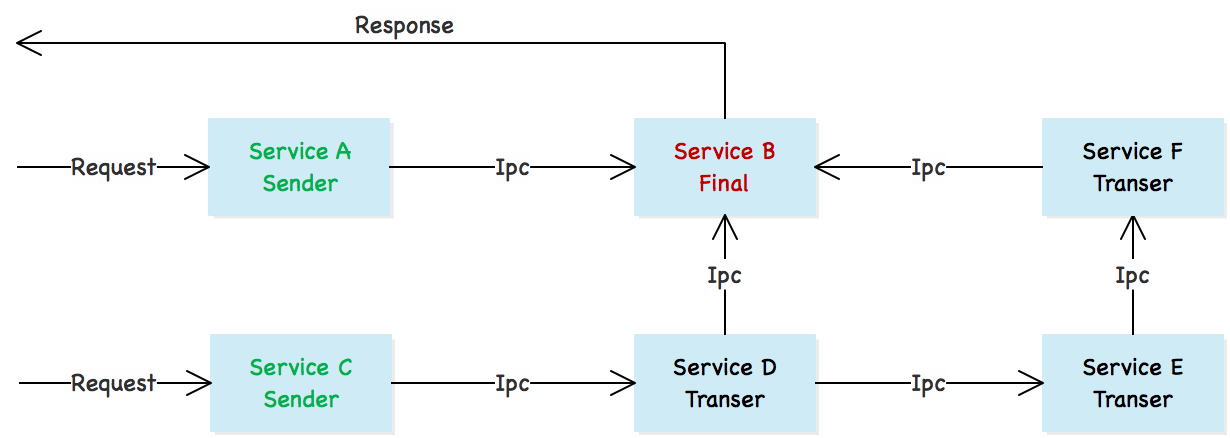 Response
Request
Service A
Sender
Ipc
Service B
Final
Ipc
Service F
Transer
Ipc
Ipc
Request
Service C
Sender
Ipc
Service D
Transer
Ipc
Service E
Transer